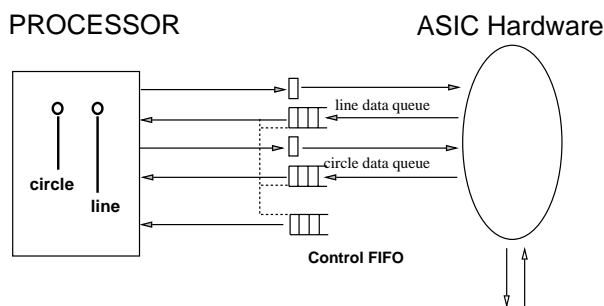 PROCESSOR
ASIC Hardware
line data queue
circle data queue
circle
line
Control FIFO